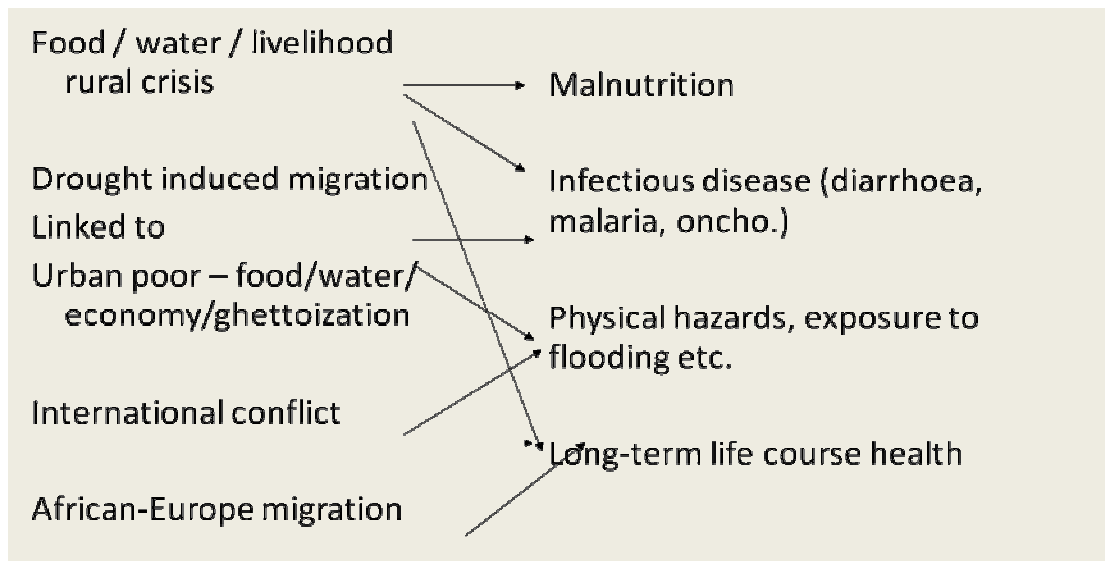 Food / water / livelihood
rural crisis
Drought induced migration
Linked to
Urban poor – food/water/
economy/ghettoization
International conflict
African-Europe migration
Malnutrition
Infectious disease (diarrhoea,
malaria, oncho.)
Physical hazards, exposure to
flooding etc.
Long-term life course health